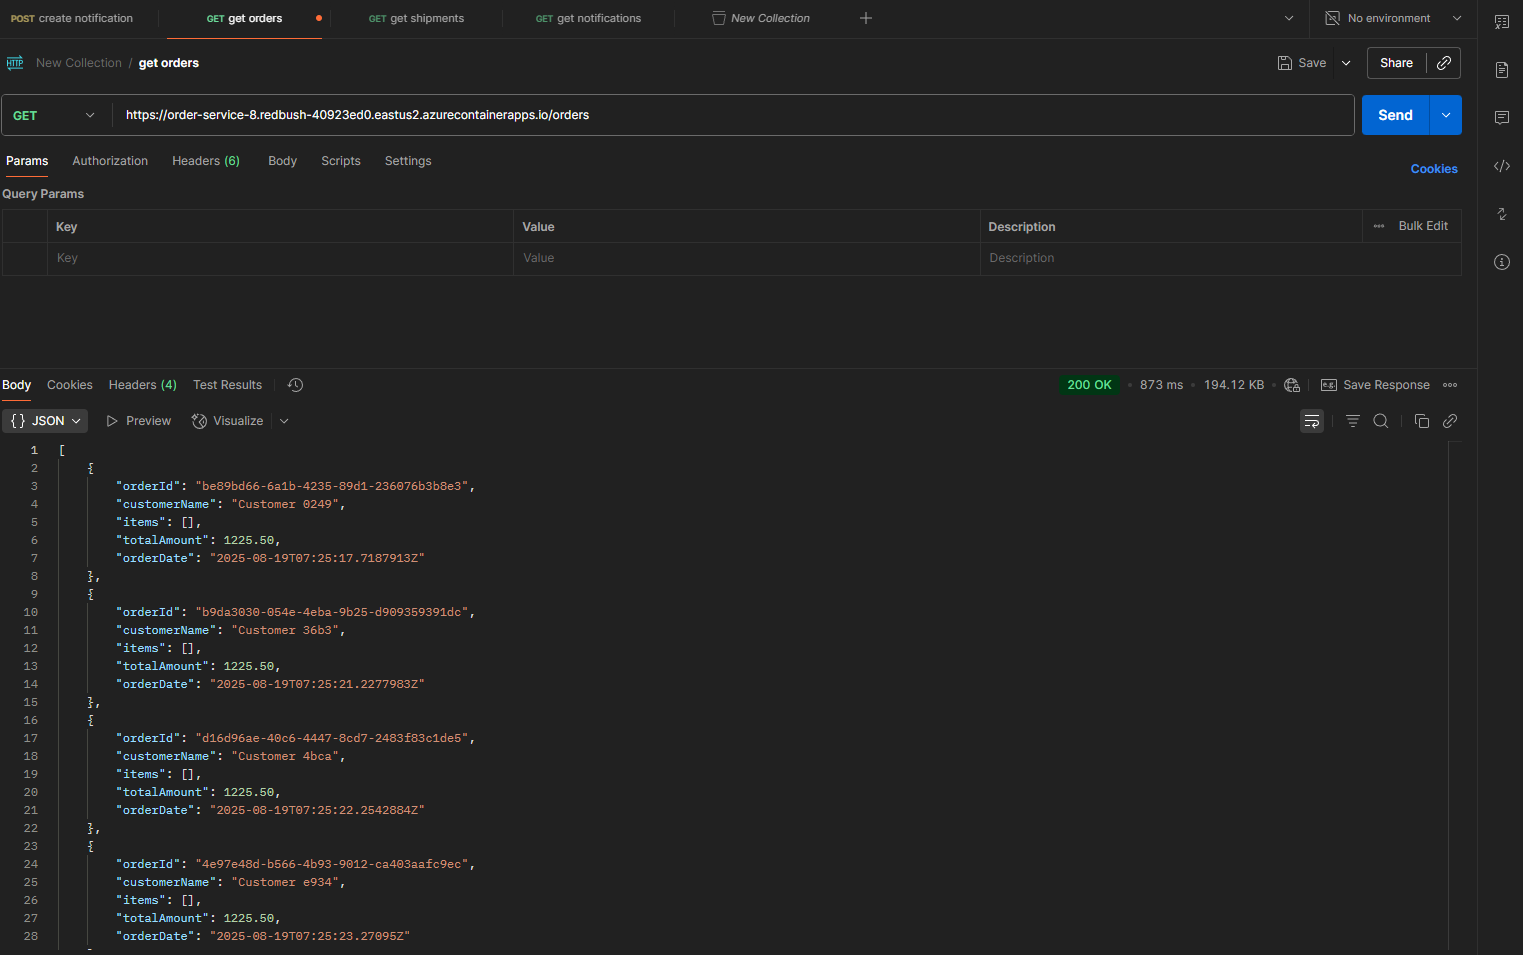 POST create notification
GET get orders
GET get shipments
GET get notifications
New Collection
No environment
HTTP New Collection / get orders
Save
Share
GET
https://order-service-8.redbush-40923ed0.eastus2.azurecontainerapps.io/orders
Send
Params Authorization Headers (6) Body Scripts Settings
Cookies
Query Params
Key Value Description ••• Bulk Edit
Key Value Description
Body Cookies Headers (4) Test Results
200 OK • 873 ms • 194.12 KB • e.g. Save Response •••
{} JSON Preview Visualize
1 [
2 {
3 "orderId": "be89bd66-6a1b-4235-89d1-236076b3b8e3",
4 "customerName": "Customer 0249",
5 "items": [],
6 "totalAmount": 1225.50,
7 "orderDate": "2025-08-19T07:25:17.7187913Z"
8 },
9 {
10 "orderId": "b9da3030-054e-4eba-9b25-d909359391dc",
11 "customerName": "Customer 36b3",
12 "items": [],
13 "totalAmount": 1225.50,
14 "orderDate": "2025-08-19T07:25:21.2277983Z"
15 },
16 {
17 "orderId": "d16d96ae-40c6-4447-8cd7-2483f83c1de5",
18 "customerName": "Customer 4bca",
19 "items": [],
20 "totalAmount": 1225.50,
21 "orderDate": "2025-08-19T07:25:22.2542884Z"
22 },
23 {
24 "orderId": "4e97e48d-b566-4b93-9012-ca403aafc9ec",
25 "customerName": "Customer e934",
26 "items": [],
27 "totalAmount": 1225.50,
28 "orderDate": "2025-08-19T07:25:23.27095Z"